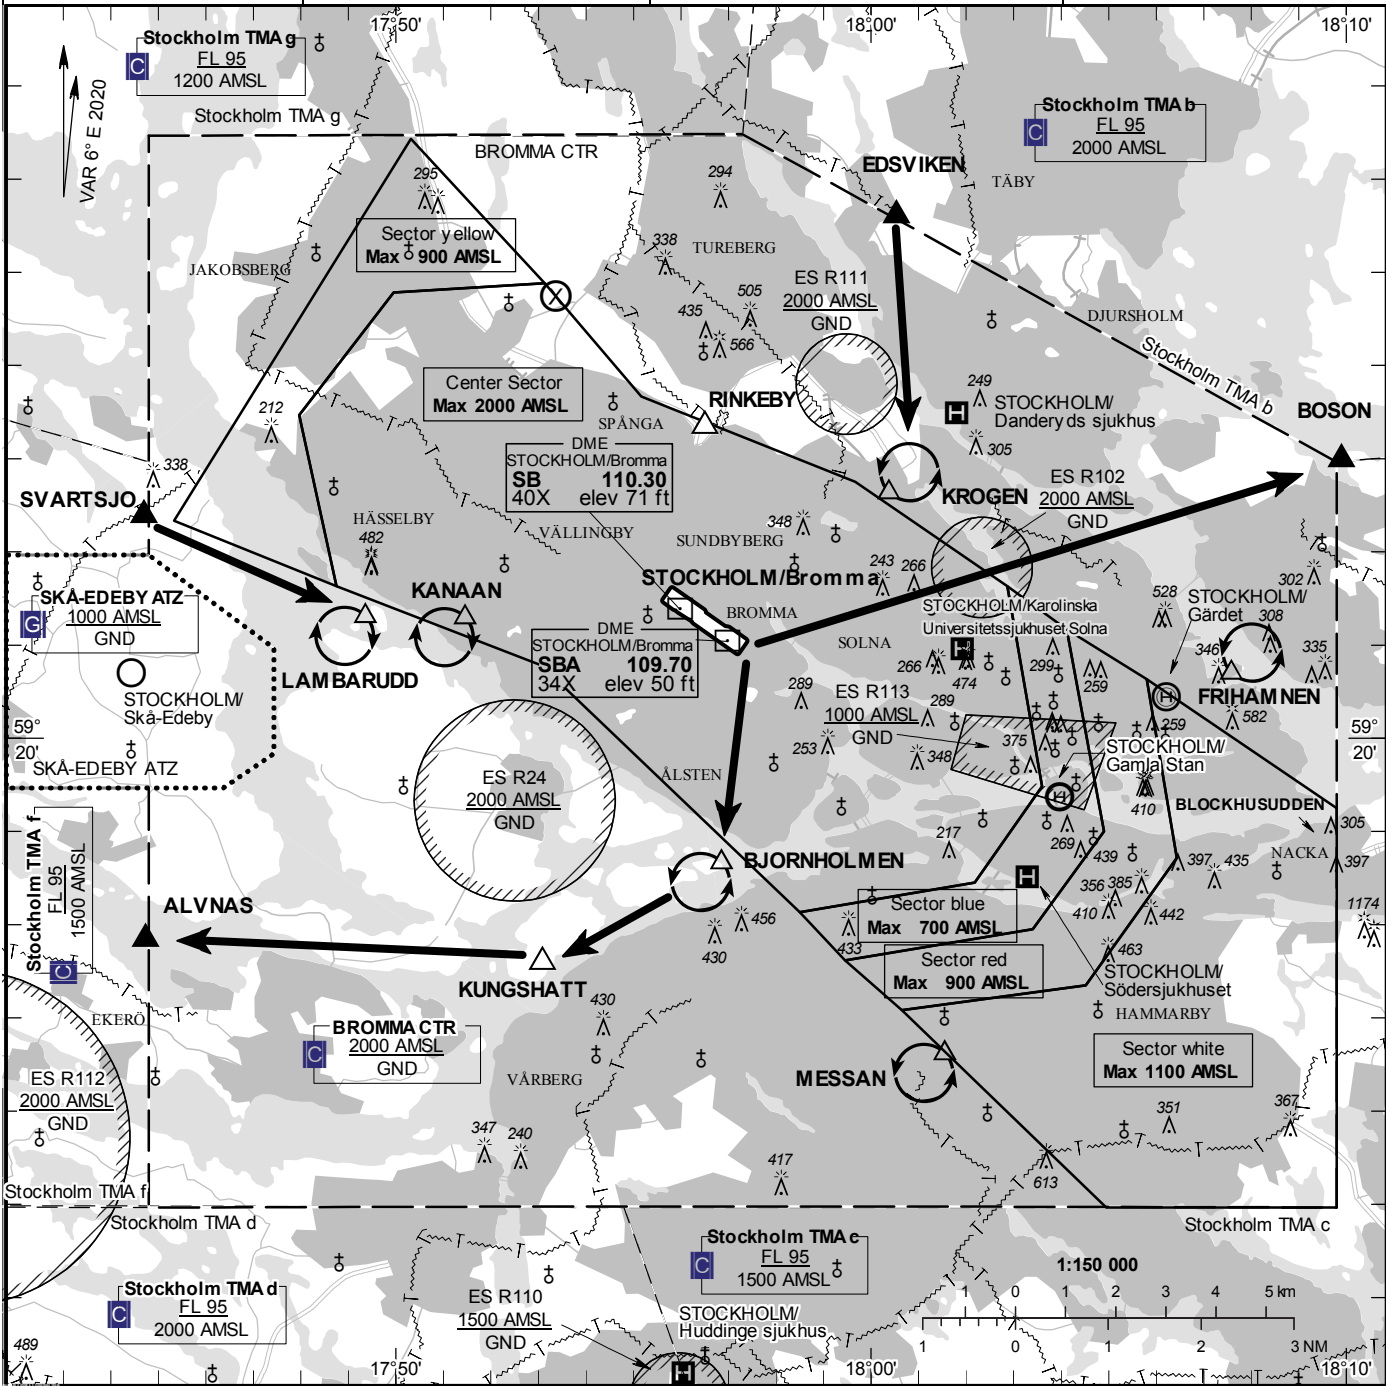 17°50'
18°00'
18°10'
Stockholm TMA g
C
FL 95
1200 AMSL
Stockholm TMA g
VAR 6° E 2020
BROMMA CTR
Stockholm TMA b
C
FL 95
2000 AMSL
EDSVIKEN
TÄBY
295
294
Sector yellow
Max 900 AMSL
338
TUREBERG
JAKOBSBERG
ES R111
2000 AMSL
GND
505
435
566
DJURSHOLM
Stockholm TMA b
Center Sector
Max 2000 AMSL
RINKEBY
249
STOCKHOLM/
Danderyds sjukhus
H
BOSON
212
SPÅNGA
305
338
DME
STOCKHOLM/Bromma
SB 110.30
40X elev 71 ft
ES R102
2000 AMSL
GND
SVARTSJO
KROGEN
HÄSSELBY
482
VÄLLINGBY
SUNDBYBERG
348
243
266
STOCKHOLM/Bromma
KANAAN
528
302
SKÅ-EDEBY ATZ
G
1000 AMSL
GND
STOCKHOLM/Karolinska
Universitetssjukhuset Solna
H
STOCKHOLM/
Gärdet
308
BROMMA
DME
STOCKHOLM/Bromma
SBA 109.70
34X elev 50 ft
SOLNA
266
474
299
259
346
335
LAMBARUDD
FRIHAMNEN
STOCKHOLM/
Skå-Edeby
289
ES R113
1000 AMSL
GND
289
H
582
259
59°
20'
59°
20'
253
348
375
STOCKHOLM/
Gamla Stan
SKÅ-EDEBY ATZ
ÅLSTEN
ES R24
2000 AMSL
GND
H
410
BLOCKHUSUDDEN
305
Stockholm TMA f
FL 95
1500 AMSL
C
217
269
439
NACKA
BJORNHOLMEN
397
435
397
H
356
385
ALVNAS
Sector blue
Max 700 AMSL
410
442
1174
456
430
433
463
Sector red
Max 900 AMSL
STOCKHOLM/
Södersjukhuset
KUNGSHATT
430
EKERÖ
HAMMARBY
BROMMA CTR
C
2000 AMSL
GND
Sector white
Max 1100 AMSL
ES R112
2000 AMSL
GND
VÅRBERG
MESSAN
351
367
347
240
417
613
Stockholm TMA f
Stockholm TMA d
Stockholm TMA c
Stockholm TMA c
C
FL 95
1500 AMSL
1:150 000
Stockholm TMA d
C
FL 95
2000 AMSL
ES R110
1500 AMSL
GND
1 0 1 2 3 4 5 km
STOCKHOLM/
Huddinge sjukhus
1 0 1 2 3 NM
489
H
17°50'
18°00'
18°10'